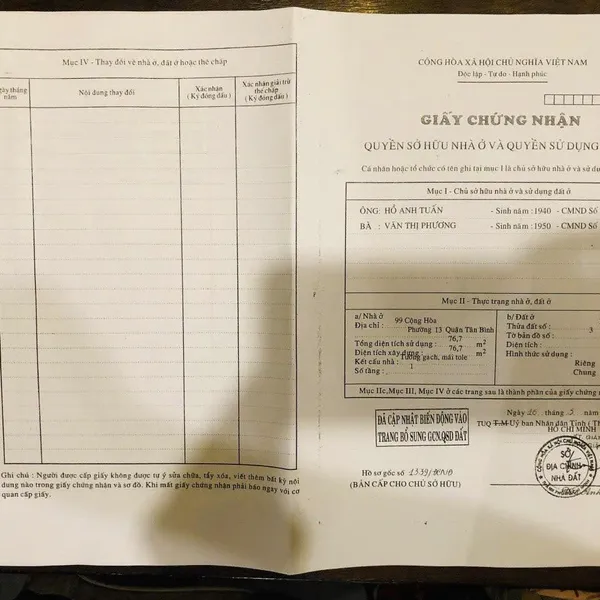 Mục IV - Thay đổi về nhà ở, đất ở hoặc thế chấp
gày tháng năm
Nội dung thay đổi
Xác nhận
( Ký đóng dấu )
Xác nhận giải trừ
thế chấp
( Ký đóng dấu )
Ghi chú : Người được cấp giấy không được tự ý sửa chữa, tẩy xóa, viết thêm bất kỳ nội
dung nào trong giấy chứng nhận và sơ đồ. Khi mất giấy chứng nhận phải báo ngay với cơ
quan cấp giấy.
CỘNG HÒA XÃ HỘI CHỦ NGHĨA VIỆT NAM
Độc lập - Tự do - Hạnh phúc
GIẤY CHỨNG NHẬN
QUYỀN SỞ HỮU NHÀ Ở VÀ QUYỀN SỬ DỤNG
Cá nhân hoặc tổ chức có tên ghi tại mục I là chủ sở hữu nhà ở và sử dụ
Mục I - Chủ sở hữu nhà ở và sử dụng đất ở
ÔNG: HỒ ANH TUẤN - Sinh năm : 1940 - CMND Số
BÀ : VĂN THỊ PHƯƠNG - Sinh năm : 1950 - CMND Số
Mục II - Thực trạng nhà ở, đất ở
a/ Nhà ở
Địa chỉ : 99 Cộng Hòa
Phường 13 Quận Tân Bình
Tổng diện tích sử dụng : 76,7 m²
Diện tích xây dựng : 76,7 m²
Kết cấu nhà : Tường gạch, mái tole
Số tầng : 1
b/ Đất ở
Thửa đất số : 3
Tờ bản đồ số :
Diện tích :
Hình thức sử dụng :
Riêng
Chung
Mục IIc, Mục III, Mục IV ở các trang sau là thành phần của giấy chứng n
ĐÃ CẬP NHẬT BIẾN ĐỘNG VÀO
TRANG BỔ SUNG GCN.QSD ĐẤT
Ngày 20 tháng 5 năm
TUQ T.M Uỷ ban Nhân dân Tỉnh ( Th
HỒ CHÍ MINH
SỞ
ĐỊA CHÍNH
NHÀ ĐẤT
Hồ sơ gốc số
(BẢN CẤP CHO CHỦ SỞ HỮU)